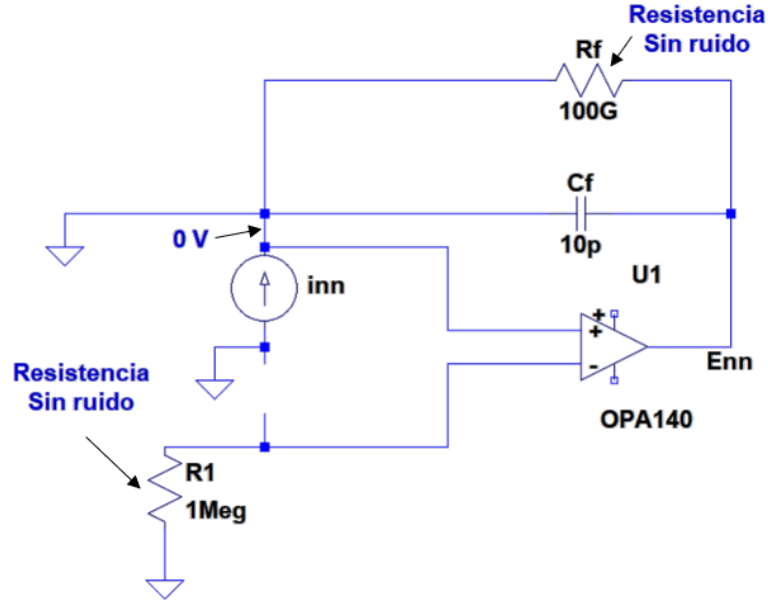 Resistencia
Sin ruido
Rf
100G
Cf
10p
0 V
U1
inn
+
+
-
Enn
Resistencia
Sin ruido
OPA140
R1
1Meg